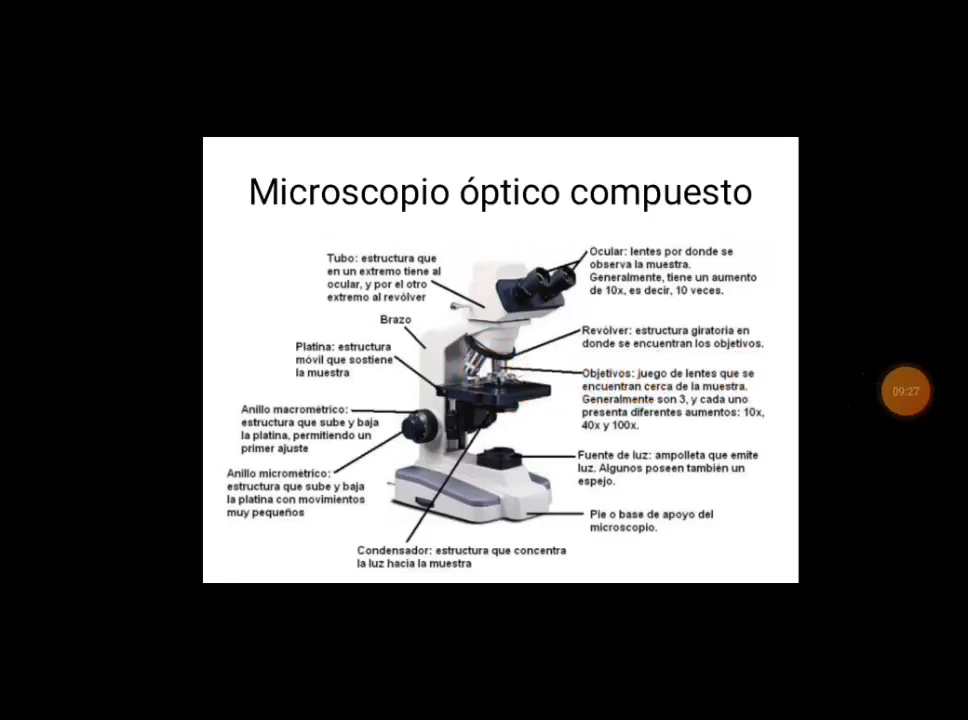 Microscopio óptico compuesto
Tubo: estructura que
en un extremo tiene al
ocular, y por el otro
extremo al revólver
Brazo
Platina: estructura
móvil que sostiene
la muestra
Anillo macrométrico:
estructura que sube y baja
la platina, permitiendo un
primer ajuste
Anillo micrométrico:
estructura que sube y baja
la platina con movimientos
muy pequeños
Condensador: estructura que concentra
la luz hacia la muestra
Ocular: lentes por donde se
observa la muestra.
Generalmente, tiene un aumento
de 10x, es decir, 10 veces.
Revólver: estructura giratoria en
donde se encuentran los objetivos.
Objetivos: juego de lentes que se
encuentran cerca de la muestra.
Generalmente son 3, y cada uno
presenta diferentes aumentos: 10x,
40x y 100x.
Fuente de luz: ampolleta que emite
luz. Algunos poseen también un
espejo.
Pie o base de apoyo del
microscopio.
09:27